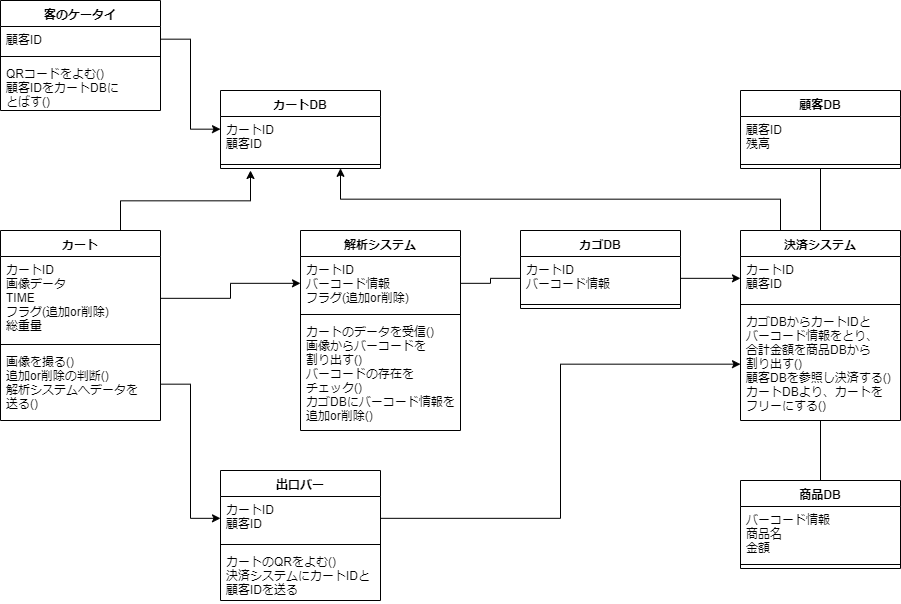 客のケータイ
顧客ID
QRコードをよむ()
顧客IDをカートDBに
とばす()
カートDB
カートID
顧客ID
顧客DB
顧客ID
残高
カート
カートID
画像データ
TIME
フラグ(追加or削除)
総重量
画像を撮る()
追加or削除の判断()
解析システムへデータを
送る()
解析システム
カートID
バーコード情報
フラグ(追加or削除)
カートのデータを受信()
画像からバーコードを
割り出す()
バーコードの存在を
チェック()
カゴDBにバーコード情報を
追加or削除()
カゴDB
カートID
バーコード情報
決済システム
カートID
顧客ID
カゴDBからカートIDと
バーコード情報をとり、
合計金額を商品DBから
割り出す()
顧客DBを参照し決済する()
カートDBより、カートを
フリーにする()
出口バー
カートID
顧客ID
カートのQRをよむ()
決済システムにカートIDと
顧客IDを送る
商品DB
バーコード情報
商品名
金額